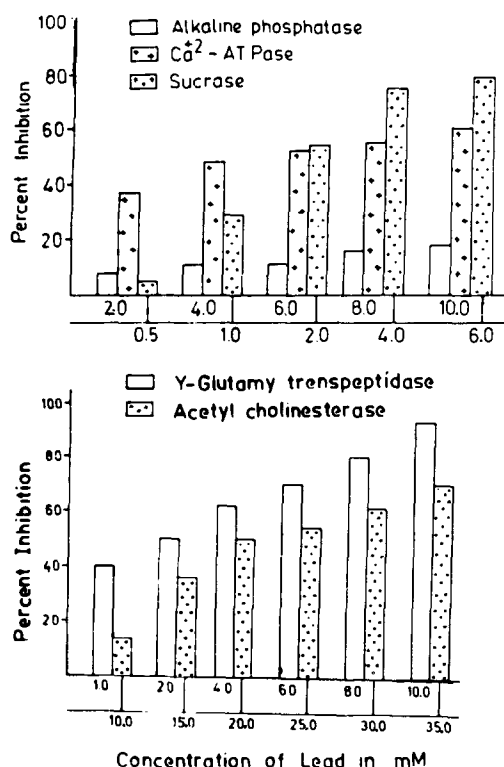 100
80
60
40
20
Percent Inhibition
Alkaline phosphatase
Ca+2 - AT Pase
Sucrase
2.0 4.0 6.0 8.0 10.0
0.5 1.0 2.0 4.0 6.0
100
80
60
40
20
Percent Inhibition
Y-Glutamy trenspeptidase
Acetyl cholinesterase
1.0 2.0 4.0 6.0 8.0 10.0
10.0 15.0 20.0 25.0 30.0 35.0
Concentration of Lead in mM